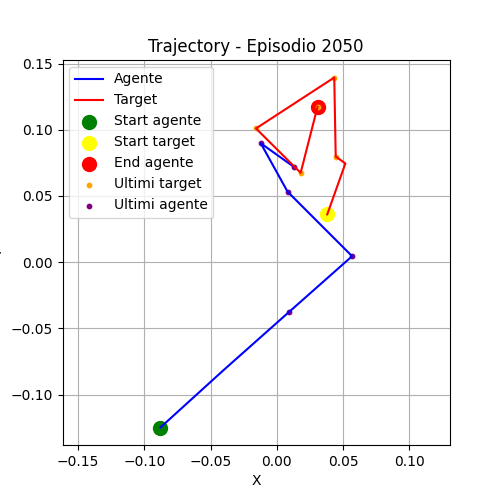 Trajectory - Episodio 2050
Agente
Target
Start agente
Start target
End agente
Ultimi target
Ultimi agente
0.15
0.10
0.05
0.00
−0.05
−0.10
−0.15
−0.10
−0.05
0.00
0.05
0.10
X